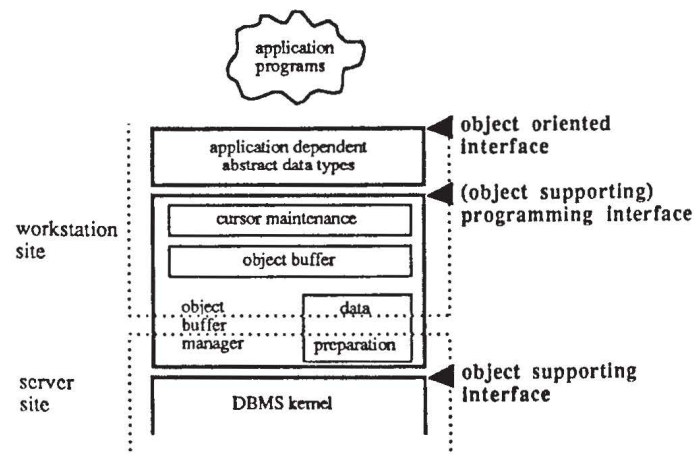 application
programs
object oriented
interface
application dependent
abstract data types
(object supporting)
programming interface
cursor maintenance
workstation
site
object buffer
object
buffer
manager
data
preparation
object supporting
interface
server
site
DBMS kernel